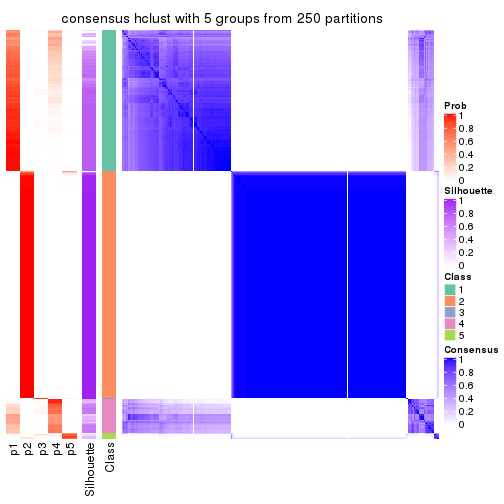 consensus hclust with 5 groups from 250 partitions
Prob
1
0.8
0.6
0.4
0.2
0
Silhouette
1
0.8
0.6
0.4
0.2
0
Class
1
2
3
4
5
Consensus
1
0.8
0.6
0.4
0.2
0
p1
p2
p3
p4
p5
Silhouette
Class